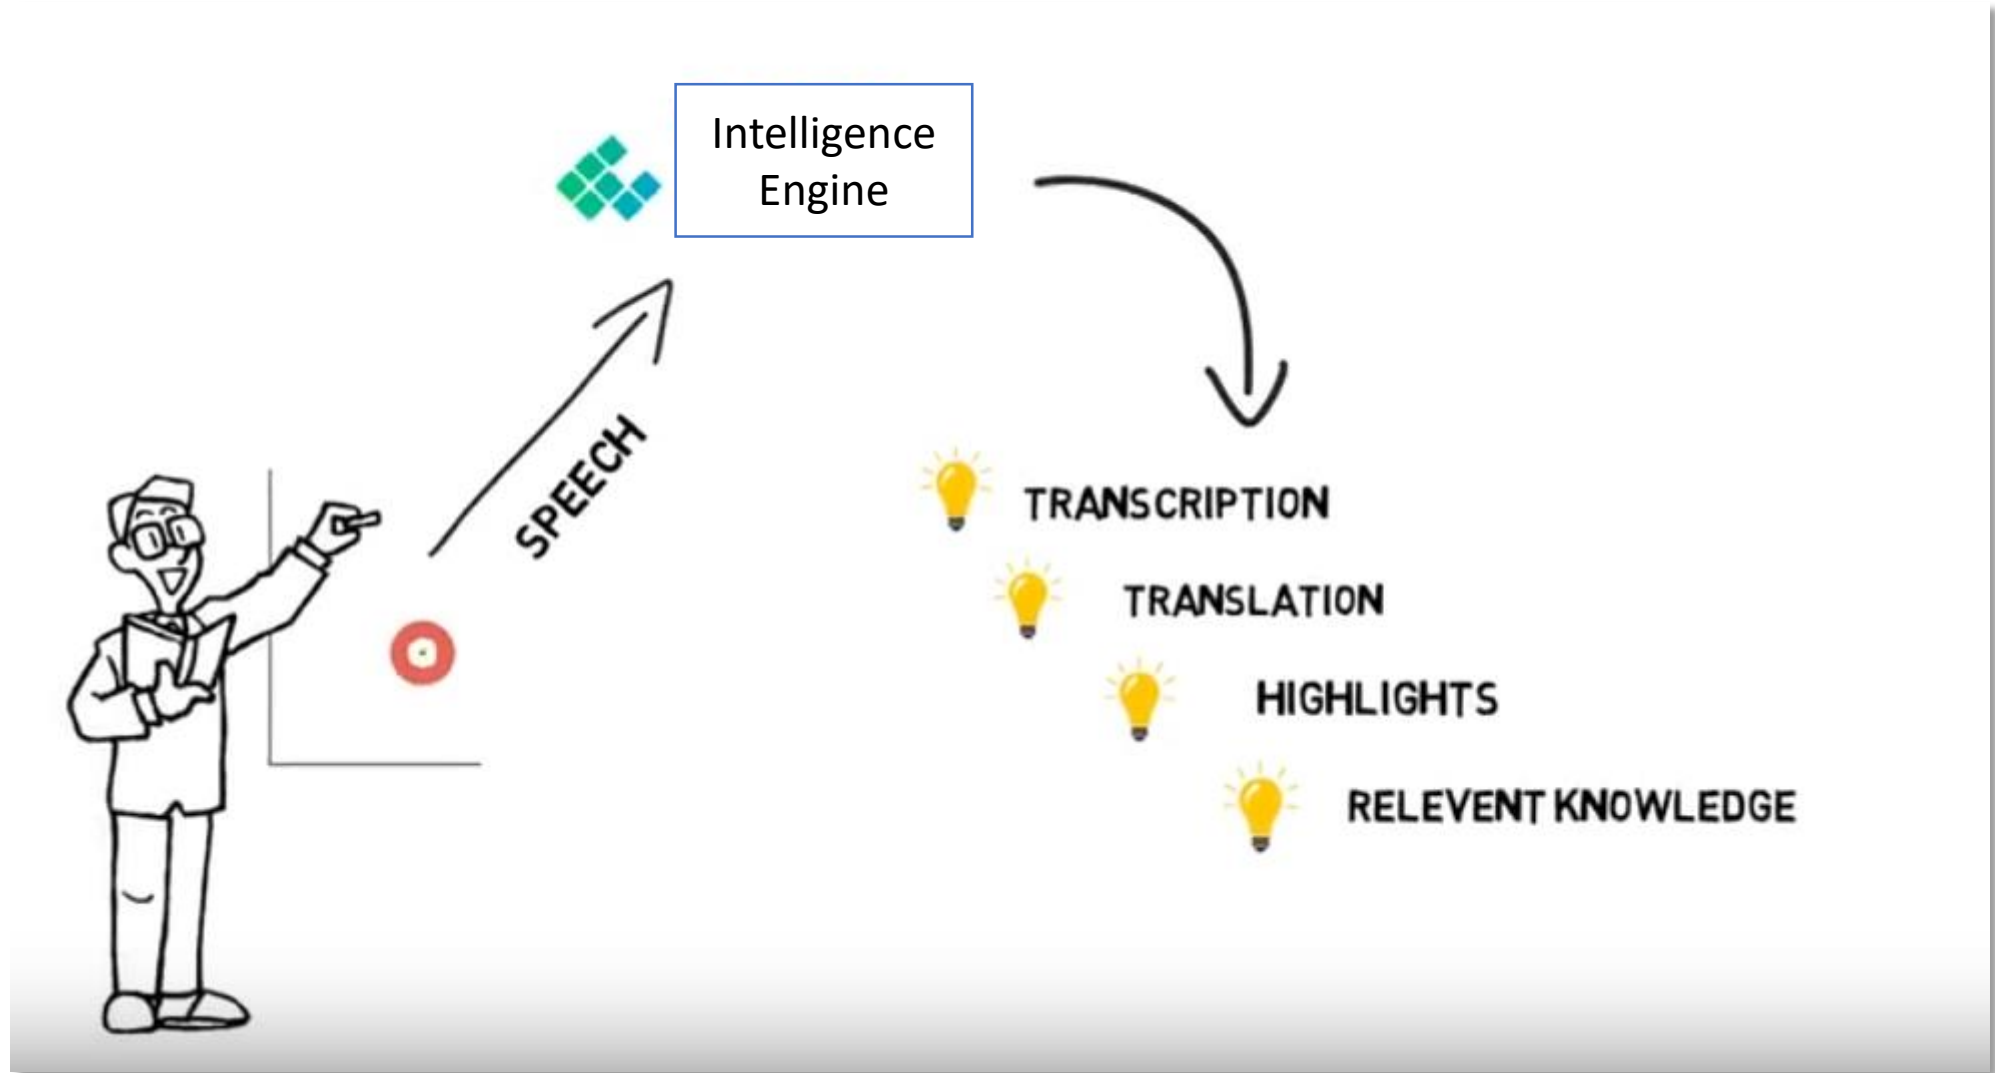 Intelligence
Engine
SPEECH
TRANSCRIPTION
TRANSLATION
HIGHLIGHTS
RELEVENT KNOWLEDGE